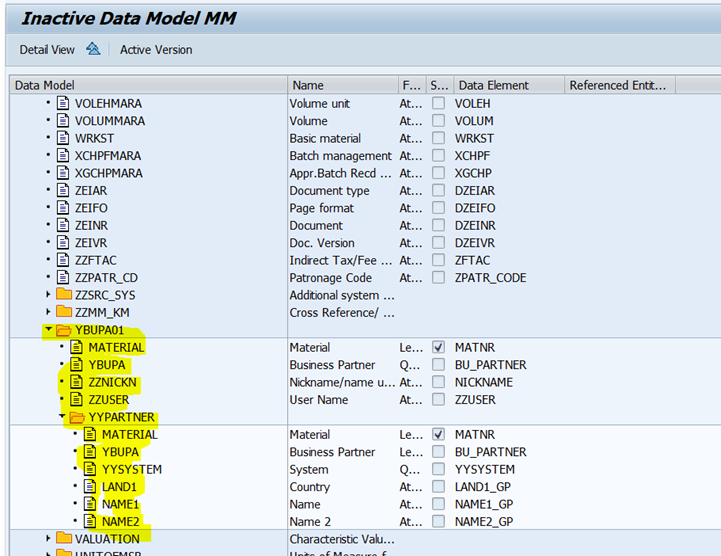 Inactive Data Model MM
Detail View Active Version
Data Model Name F... S... Data Element Referenced Entit...
VOLEHMARA Volume unit At... VOLEH
VOLUMMARA Volume At... VOLUM
WRKST Basic material At... WRKST
XCHPFMARA Batch management At... XCHPF
XGCHPMARA Appr.Batch Recd ... At... XGCHP
ZEIAR Document type At... DZEIAR
ZEIFO Page format At... DZEIFO
ZEINR Document At... DZEINR
ZEIVR Doc. Version At... DZEIVR
ZZFTAC Indirect Tax/Fee ... At... ZFTAC
ZZPATR_CD Patronage Code At... ZPATR_CODE
ZZSRC_SYS Additional system ...
ZZMM_KM Cross Reference/ ...
YBUPA01
MATERIAL Material Le... MATNR
YBUPA Business Partner Q... BU_PARTNER
ZZNICKN Nickname/name u... At... NICKNAME
ZZUSER User Name At... ZZUSER
YYPARTNER
MATERIAL Material Le... MATNR
YBUPA Business Partner Le... BU_PARTNER
YYSYSTEM System Q... YYSYSTEM
LAND1 Country At... LAND1_GP
NAME1 Name At... NAME1_GP
NAME2 Name 2 At... NAME2_GP
VALUATION Characteristic Valu...
UNITOFMSR Units of Measure f...